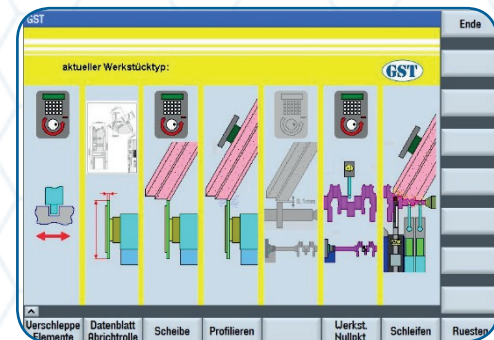 GST
Ende
aktueller Werkstücktyp:
GST
0,1mm
Verschleppe Elemente
Datenblatt Abrichtrolle
Scheibe
Profilieren
Werkst. Nullpkt
Schleifen
Ruesten